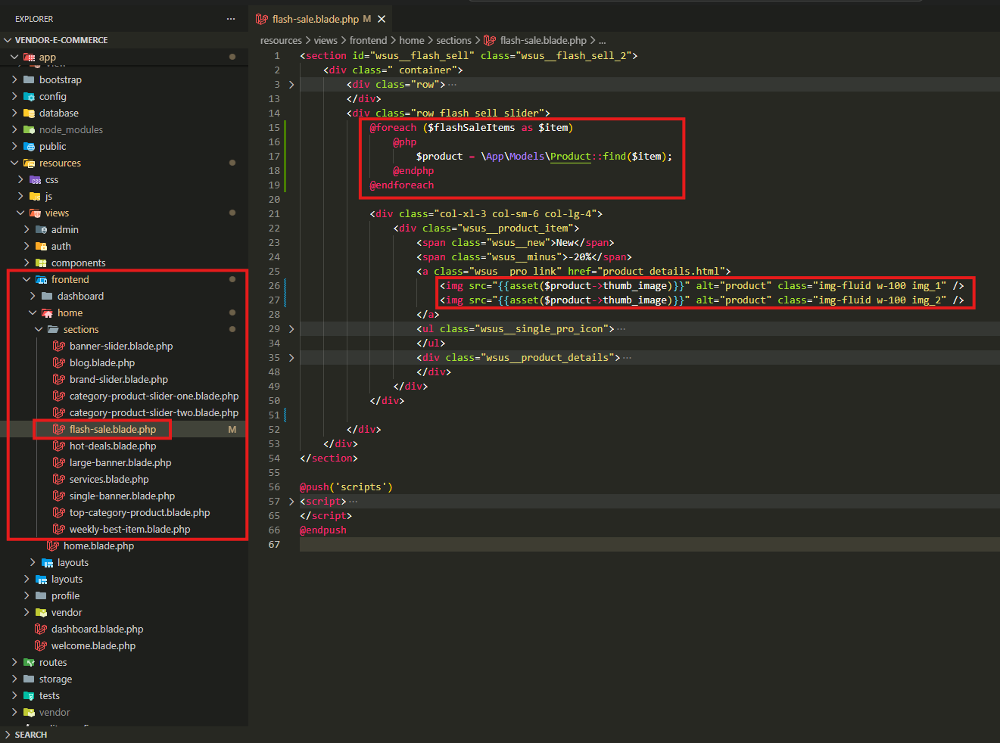 EXPLORER
...
flash-sale.blade.php M
VENDOR-E-COMMERCE
resources > views > frontend > home > sections > flash-sale.blade.php > ...
app
bootstrap
config
database
node_modules
public
resources
css
js
views
admin
auth
components
frontend
dashboard
home
sections
banner-slider.blade.php
blog.blade.php
brand-slider.blade.php
category-product-slider-one.blade.php
category-product-slider-two.blade.php
flash-sale.blade.php M
hot-deals.blade.php
large-banner.blade.php
services.blade.php
single-banner.blade.php
top-category-product.blade.php
weekly-best-item.blade.php
home.blade.php
layouts
layouts
profile
vendor
dashboard.blade.php
welcome.blade.php
routes
storage
tests
vendor
SEARCH
1 <section id="wsus__flash_sell" class="wsus__flash_sell_2">
2 <div class=" container">
3 <div class="row"> ...
13 </div>
14 <div class="row flash_sell_slider">
15 @foreach ($flashSaleItems as $item)
16 @php
17 $product = \App\Models\Product::find($item);
18 @endphp
19 @endforeach
20
21 <div class="col-xl-3 col-sm-6 col-lg-4">
22 <div class="wsus__product_item">
23 <span class="wsus__new">New</span>
24 <span class="wsus__minus">-20%</span>
25 <a class="wsus__pro_link" href="product_details.html">
26 <img src="{{asset($product->thumb_image)}}" alt="product" class="img-fluid w-100 img_1" />
27 <img src="{{asset($product->thumb_image)}}" alt="product" class="img-fluid w-100 img_2" />
28 </a>
29 <ul class="wsus__single_pro_icon"> ...
34 </ul>
35 <div class="wsus__product_details"> ...
48 </div>
49 </div>
50 </div>
51
52 </div>
53 </div>
54 </section>
55
56 @push('scripts')
57 <script> ...
65 </script>
66 @endpush
67